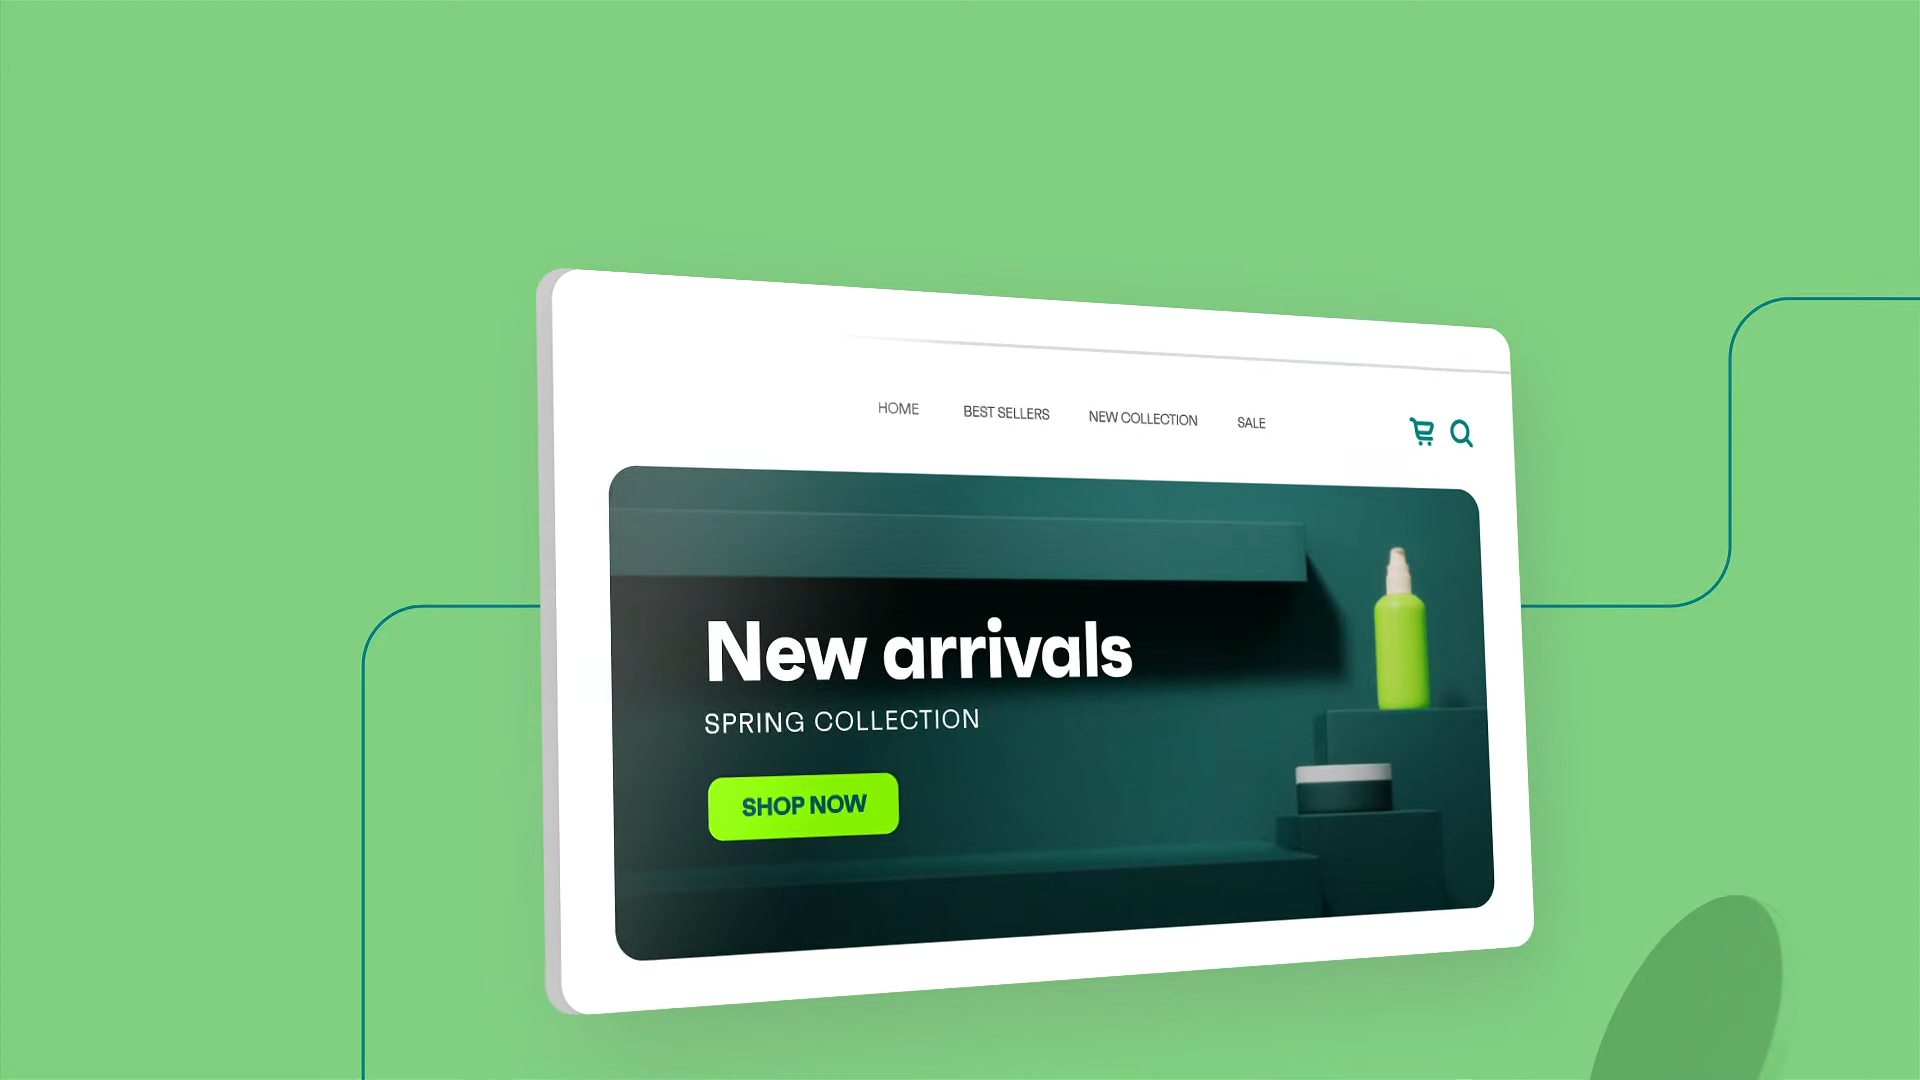 HOME BEST SELLERS NEW COLLECTION SALE
New arrivals
SPRING COLLECTION
SHOP NOW